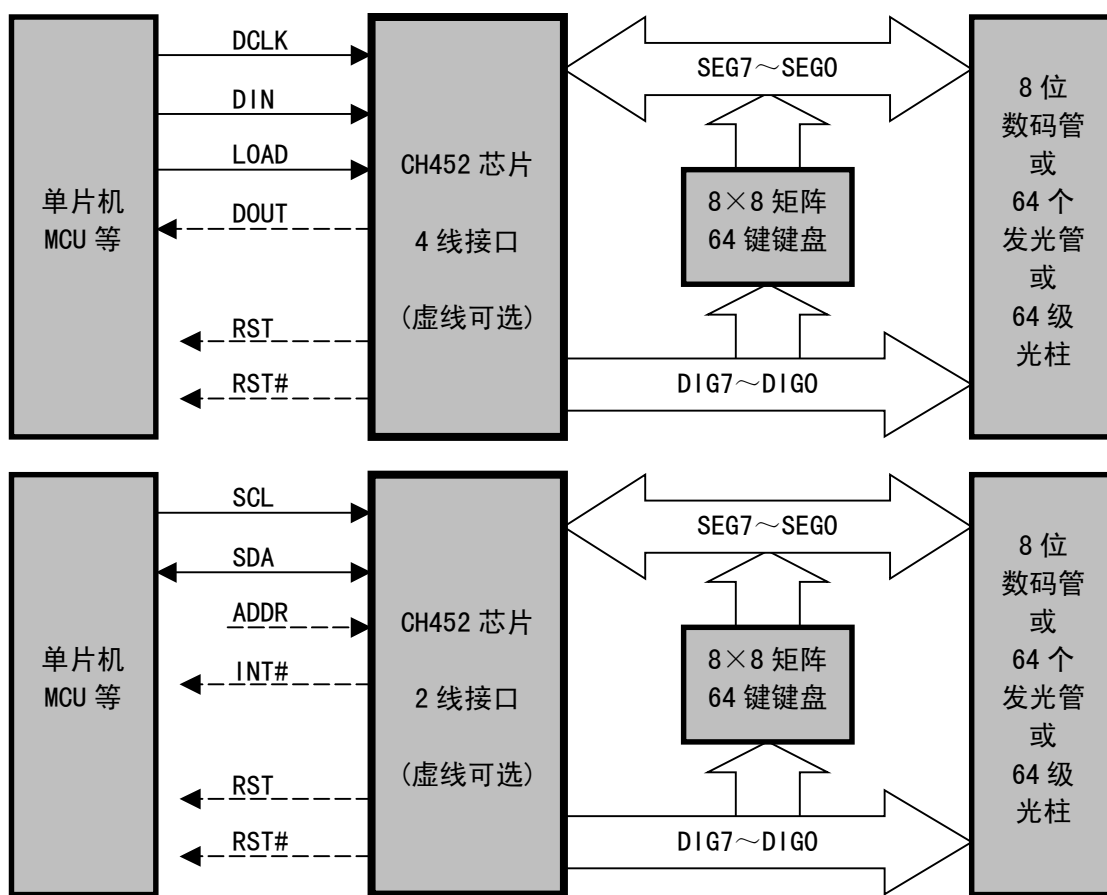 单片机
MCU 等
DCLK
DIN
LOAD
DOUT
RST
RST#
CH452 芯片
4 线接口
(虚线可选)
SEG7～SEG0
8×8 矩阵
64 键键盘
DIG7～DIG0
8 位
数码管
或
64 个
发光管
或
64 级
光柱
单片机
MCU 等
SCL
SDA
ADDR
INT#
RST
RST#
CH452 芯片
2 线接口
(虚线可选)
SEG7～SEG0
8×8 矩阵
64 键键盘
DIG7～DIG0
8 位
数码管
或
64 个
发光管
或
64 级
光柱